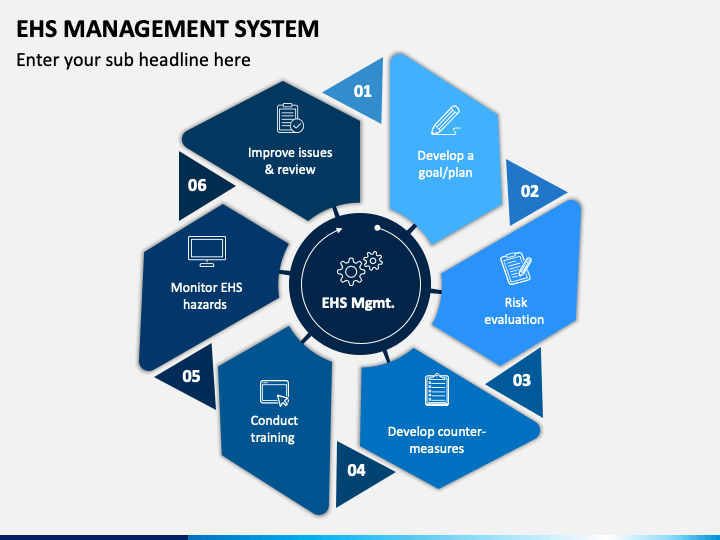 EHS MANAGEMENT SYSTEM
Enter your sub headline here
01
Develop a
goal/plan
02
Risk
evaluation
03
Develop counter-
measures
04
Conduct
training
05
Monitor EHS
hazards
06
Improve issues
& review
EHS Mgmt.